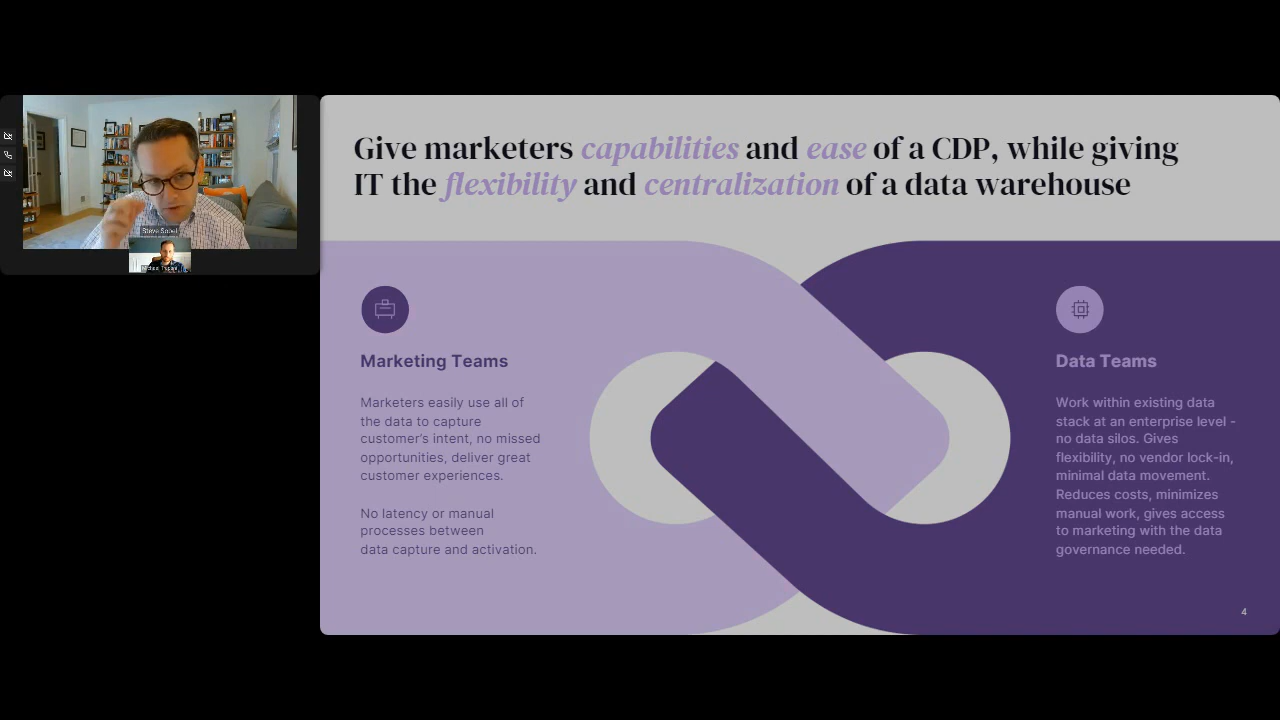 Steve Sobel
Give marketers capabilities and ease of a CDP, while giving
IT the flexibility and centralization of a data warehouse
Marketing Teams
Marketers easily use all of
the data to capture
customer's intent, no missed
opportunities, deliver great
customer experiences.
No latency or manual
processes between
data capture and activation.
Data Teams
Work within existing data
stack at an enterprise level -
no data silos. Gives
flexibility, no vendor lock-in,
minimal data movement.
Reduces costs, minimizes
manual work, gives access
to marketing with the data
governance needed.
4